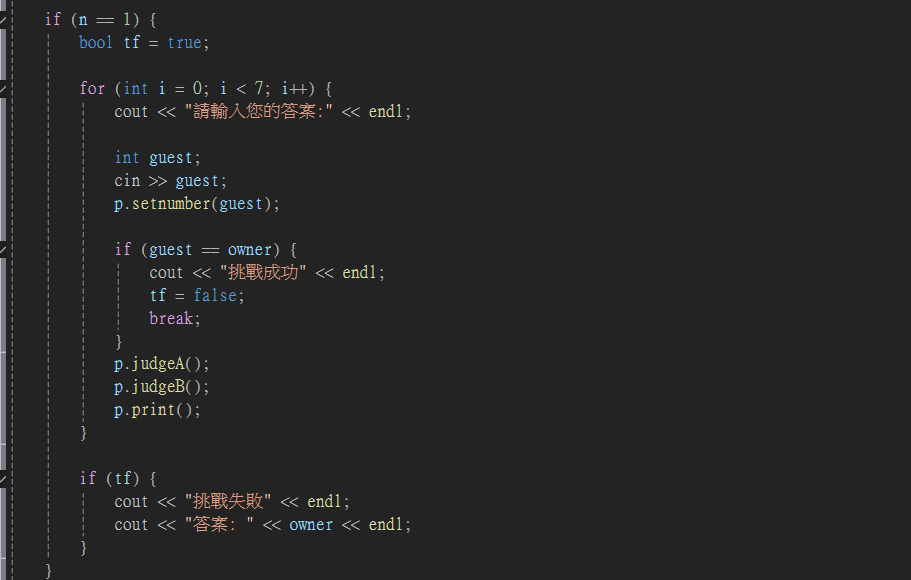 if (n == 1) {
bool tf = true;
for (int i = 0; i < 7; i++) {
cout << "請輸入您的答案:" << endl;
int guest;
cin >> guest;
p.setnumber(guest);
if (guest == owner) {
cout << "挑戰成功" << endl;
tf = false;
break;
}
p.judgeA();
p.judgeB();
p.print();
}
if (tf) {
cout << "挑戰失敗" << endl;
cout << "答案: " << owner << endl;
}
}